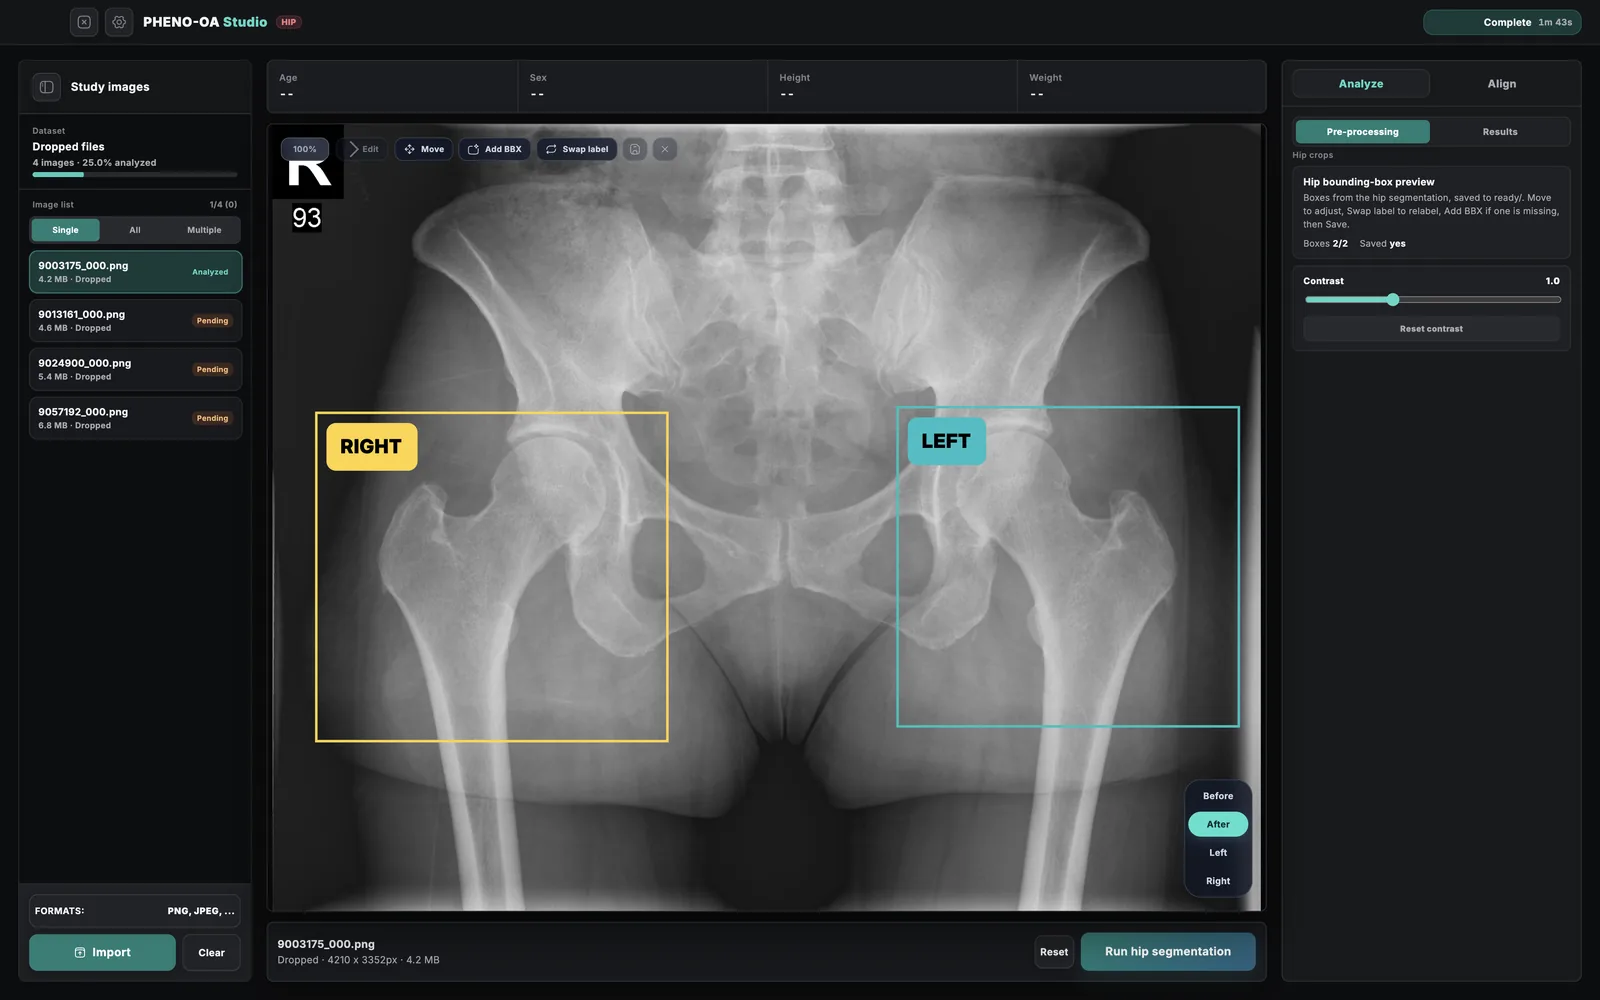 PHENO-OA Studio HIP
Complete 1m 43s
Study images
Dataset
Dropped files
4 images · 25.0% analyzed
Image list 1/4 (0)
Single All Multiple
9003175_000.png
4.2 MB · Dropped
Analyzed
9013161_000.png
4.6 MB · Dropped
Pending
9024900_000.png
5.4 MB · Dropped
Pending
9057192_000.png
6.8 MB · Dropped
Pending
FORMATS: PNG, JPEG, ...
Import Clear
Age
--
Sex
--
Height
--
Weight
--
100% Edit Move Add BBX Swap label
R
93
RIGHT
LEFT
Before
After
Left
Right
9003175_000.png
Dropped · 4210 x 3352px · 4.2 MB
Reset Run hip segmentation
Analyze Align
Pre-processing Results
Hip crops
Hip bounding-box preview
Boxes from the hip segmentation, saved to ready/. Move
to adjust, Swap label to relabel, Add BBX if one is missing,
then Save.
Boxes 2/2 Saved yes
Contrast 1.0
Reset contrast